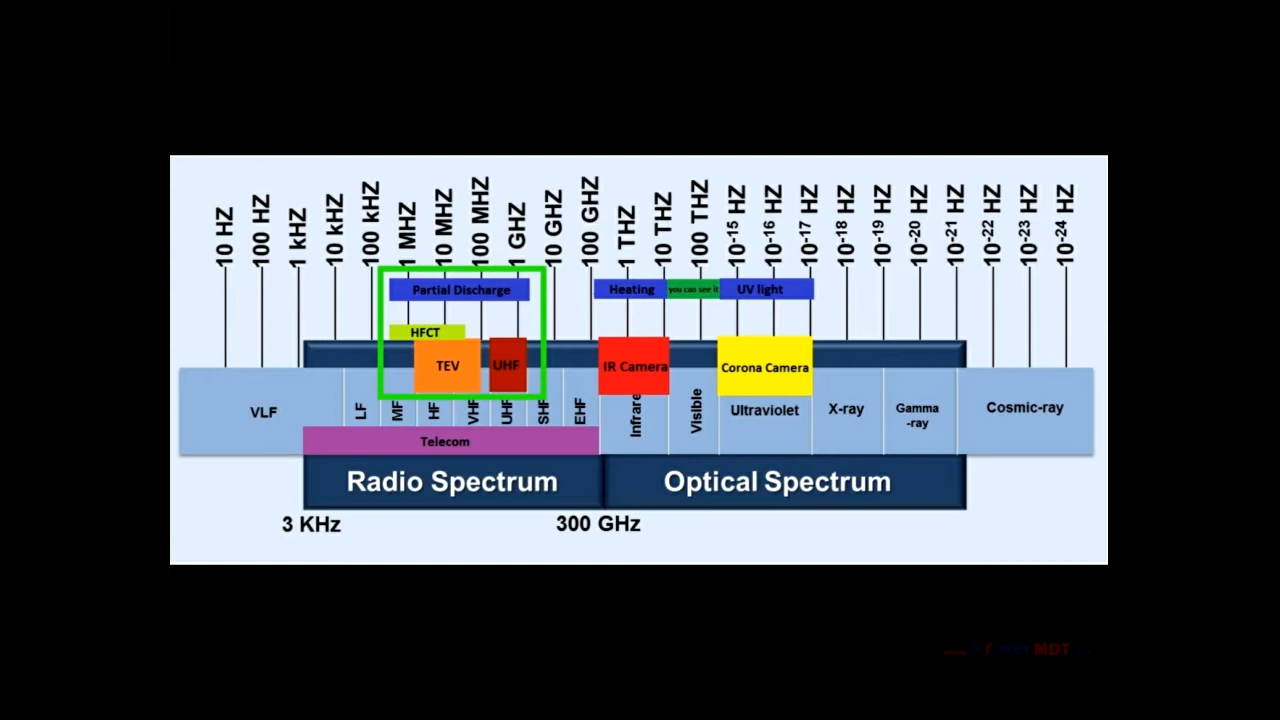 10 HZ
100 HZ
1 kHZ
10 kHZ
100 kHZ
1 MHZ
10 MHZ
100 MHZ
1 GHZ
10 GHZ
100 GHZ
1 THZ
10 THZ
100 THZ
10-15 HZ
10-16 HZ
10-17 HZ
10-18 HZ
10-19 HZ
10-20 HZ
10-21 HZ
10-22 HZ
10-23 HZ
10-24 HZ
Partial Discharge
Heating
you can see it
UV light
HFCT
TEV
UHF
IR Camera
Corona Camera
VLF
LF
MF
HF
VHF
UHF
SHF
EHF
Infrare
Visible
Ultraviolet
X-ray
Gamma
-ray
Cosmic-ray
Telecom
Radio Spectrum
Optical Spectrum
3 KHz
300 GHz
MDT